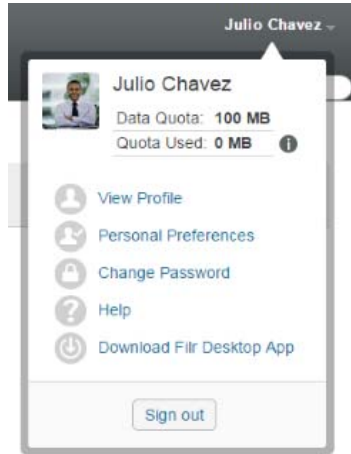 Julio Chavez
Julio Chavez
Data Quota: 100 MB
Quota Used: 0 MB
View Profile
Personal Preferences
Change Password
Help
Download Filr Desktop App
Sign out